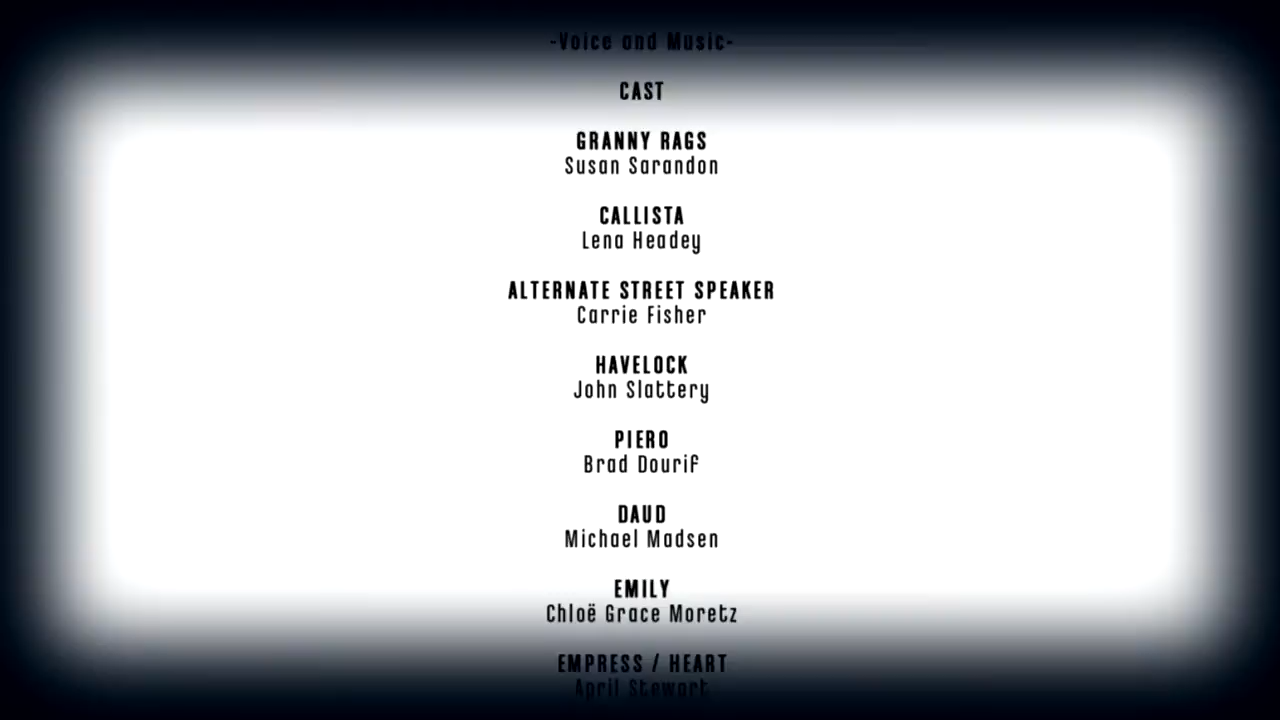 -Voice and Music-
CAST
GRANNY RAGS
Susan Sarandon
CALLISTA
Lena Headey
ALTERNATE STREET SPEAKER
Carrie Fisher
HAVELOCK
John Slattery
PIERO
Brad Dourif
DAUD
Michael Madsen
EMILY
Chloë Grace Moretz
EMPRESS / HEART
April Stewart